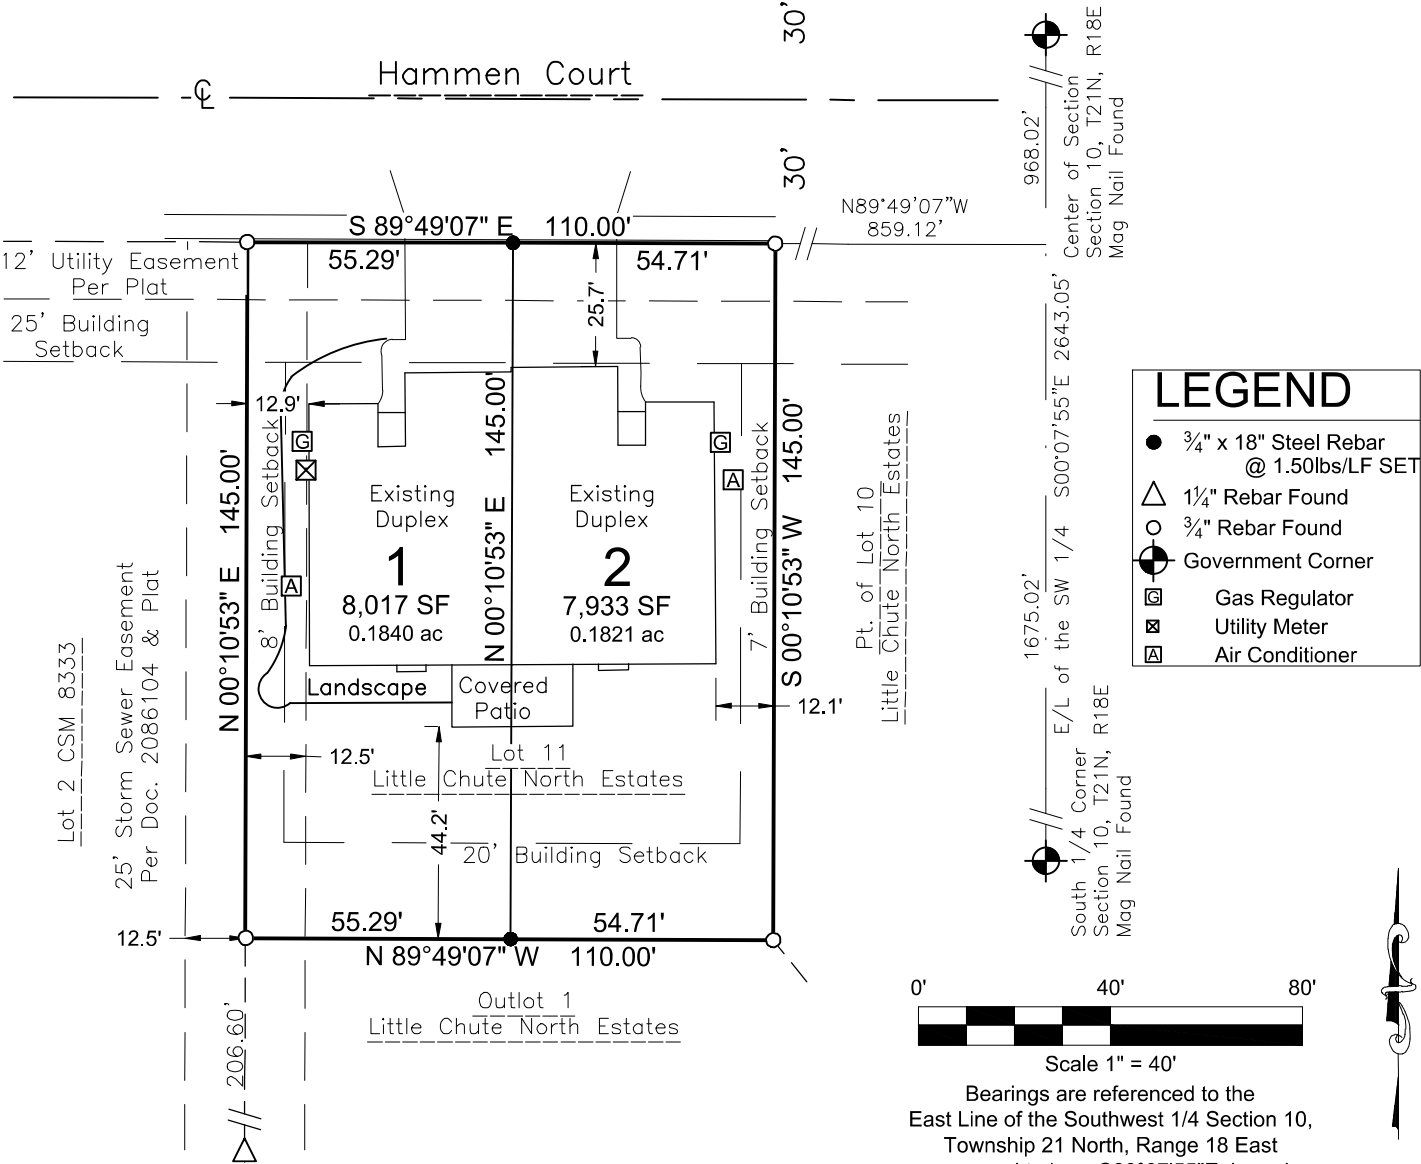 30'
Hammen Court
℄
30'
S 89°49'07" E 110.00'
55.29'
54.71'
N89°49'07"W
859.12'
12' Utility Easement
Per Plat
25' Building
Setback
25.7'
12.9'
G
A
G
A
8' Building Setback
N 00°10'53" E 145.00'
N 00°10'53" E 145.00'
S 00°10'53" W 145.00'
7' Building Setback
Existing
Duplex
1
8,017 SF
0.1840 ac
Existing
Duplex
2
7,933 SF
0.1821 ac
Landscape
Covered
Patio
12.1'
12.5'
Lot 11
Little Chute North Estates
44.2'
20' Building Setback
55.29'
54.71'
N 89°49'07" W 110.00'
12.5'
Outlot 1
Little Chute North Estates
206.60'
Lot 2 CSM 8333
25' Storm Sewer Easement
Per Doc. 2086104 & Plat
Pt. of Lot 10
Little Chute North Estates
968.02'
Center of Section
Section 10, T21N, R18E
Mag Nail Found
1675.02'
E/L of the SW 1/4 S00°07'55"E 2643.05'
South 1/4 Corner
Section 10, T21N, R18E
Mag Nail Found
LEGEND
¾" x 18" Steel Rebar
@ 1.50lbs/LF SET
1¼" Rebar Found
¾" Rebar Found
Government Corner
G Gas Regulator
Utility Meter
A Air Conditioner
0' 40' 80'
Scale 1" = 40'
Bearings are referenced to the
East Line of the Southwest 1/4 Section 10,
Township 21 North, Range 18 East